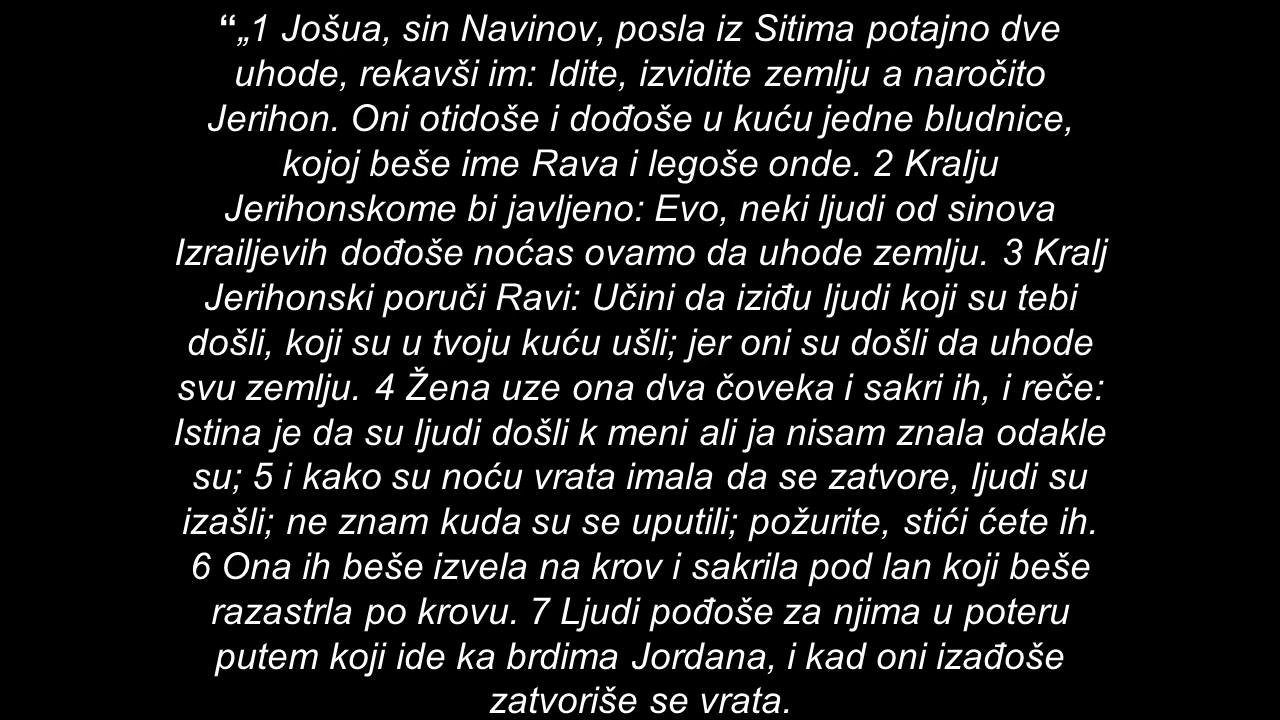 “„1 Jošua, sin Navinov, posla iz Sitima potajno dve
uhode, rekavši im: Idite, izvidite zemlju a naročito
Jerihon. Oni otidoše i dođoše u kuću jedne bludnice,
kojoj beše ime Rava i legoše onde. 2 Kralju
Jerihonskome bi javljeno: Evo, neki ljudi od sinova
Izrailjevih dođoše noćas ovamo da uhode zemlju. 3 Kralj
Jerihonski poruči Ravi: Učini da iziđu ljudi koji su tebi
došli, koji su u tvoju kuću ušli; jer oni su došli da uhode
svu zemlju. 4 Žena uze ona dva čoveka i sakri ih, i reče:
Istina je da su ljudi došli k meni ali ja nisam znala odakle
su; 5 i kako su noću vrata imala da se zatvore, ljudi su
izašli; ne znam kuda su se uputili; požurite, stići ćete ih.
6 Ona ih beše izvela na krov i sakrila pod lan koji beše
razastrla po krovu. 7 Ljudi pođoše za njima u poteru
putem koji ide ka brdima Jordana, i kad oni izađoše
zatvoriše se vrata.